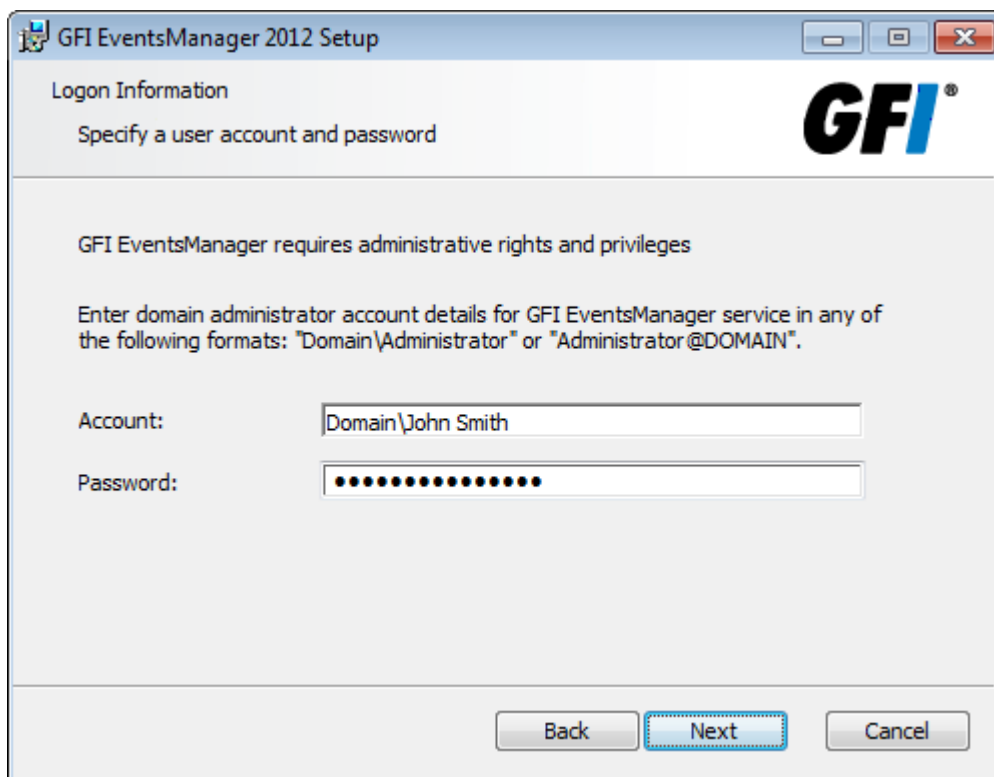 GFI EventsManager 2012 Setup
Logon Information
Specify a user account and password
GFI®
GFI EventsManager requires administrative rights and privileges
Enter domain administrator account details for GFI EventsManager service in any of
the following formats: "Domain\Administrator" or "Administrator@DOMAIN".
Account:
Domain\John Smith
Password:
•••••••••••••••
Back
Next
Cancel